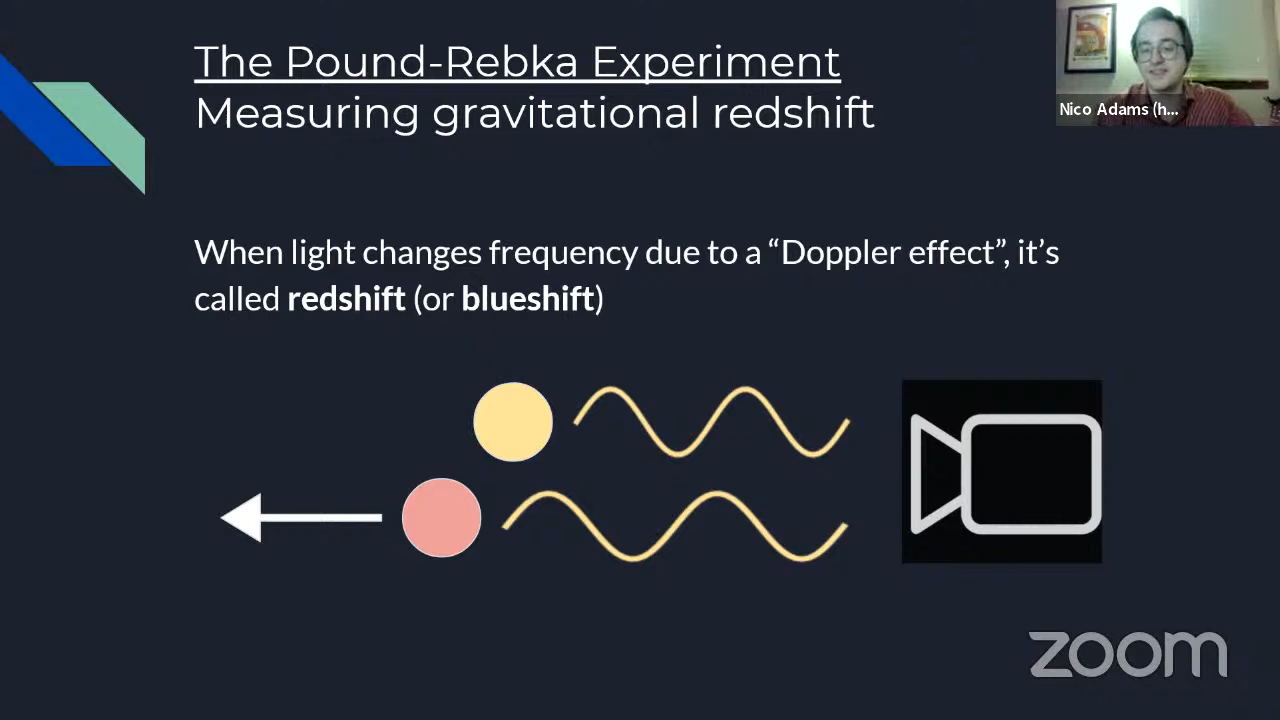 The Pound-Rebka Experiment
Measuring gravitational redshift
Nico Adams (h...
When light changes frequency due to a “Doppler effect”, it’s
called redshift (or blueshift)
zoom